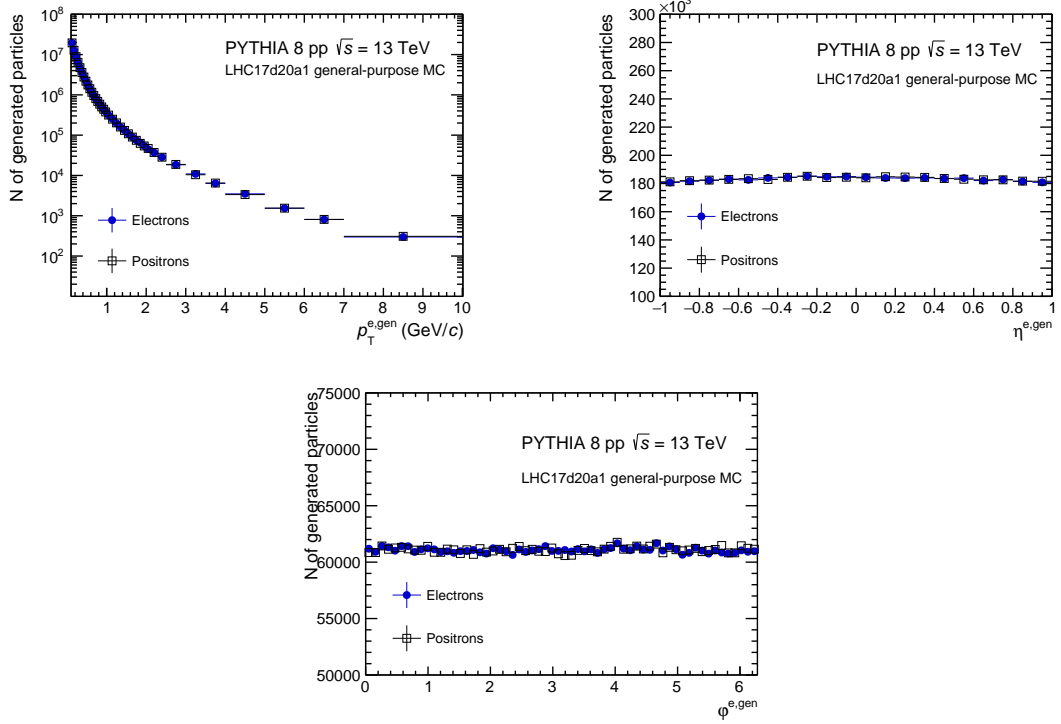 N of generated particles
10^8
10^7
10^6
10^5
10^4
10^3
10^2
PYTHIA 8 pp √s = 13 TeV
LHC17d20a1 general-purpose MC
Electrons
Positrons
1 2 3 4 5 6 7 8 9 10
p_T^{e,gen} (GeV/c)
N of generated particles
×10^3
300
280
260
240
220
200
180
160
140
120
100
PYTHIA 8 pp √s = 13 TeV
LHC17d20a1 general-purpose MC
Electrons
Positrons
−1 −0.8 −0.6 −0.4 −0.2 0 0.2 0.4 0.6 0.8 1
η^{e,gen}
N of generated particles
75000
70000
65000
60000
55000
50000
PYTHIA 8 pp √s = 13 TeV
LHC17d20a1 general-purpose MC
Electrons
Positrons
0 1 2 3 4 5 6
φ^{e,gen}